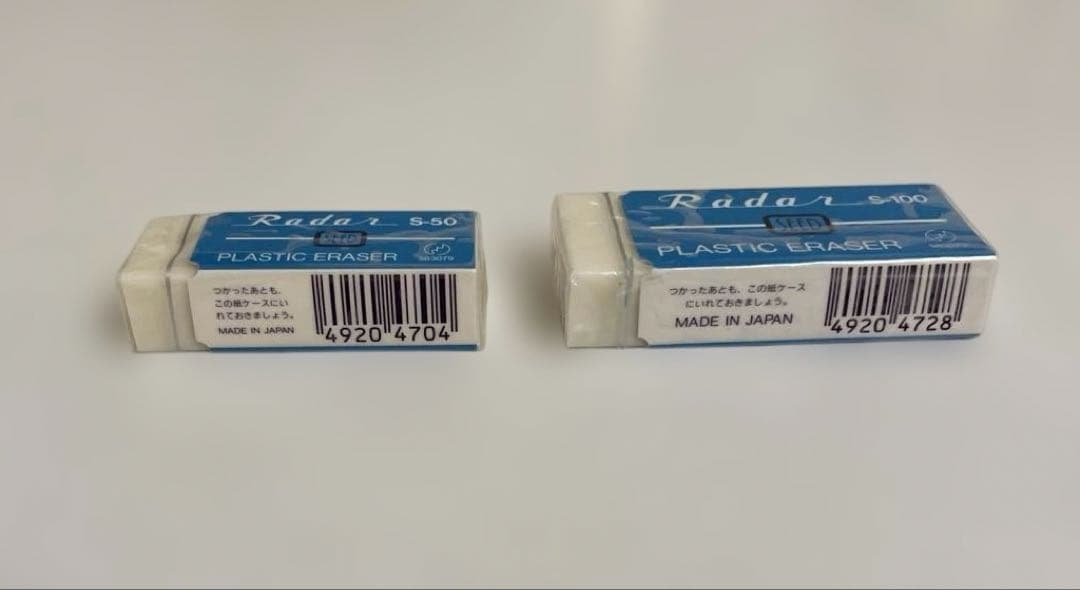 Radar S-50
SEED
PLASTIC ERASER
つかったあとも、
この紙ケースにい
れておきましょう。
MADE IN JAPAN
4920 4704
Radar S-100
SEED
PLASTIC ERASER
つかったあとも、この紙ケース
にいれておきましょう。
MADE IN JAPAN
4920 4728